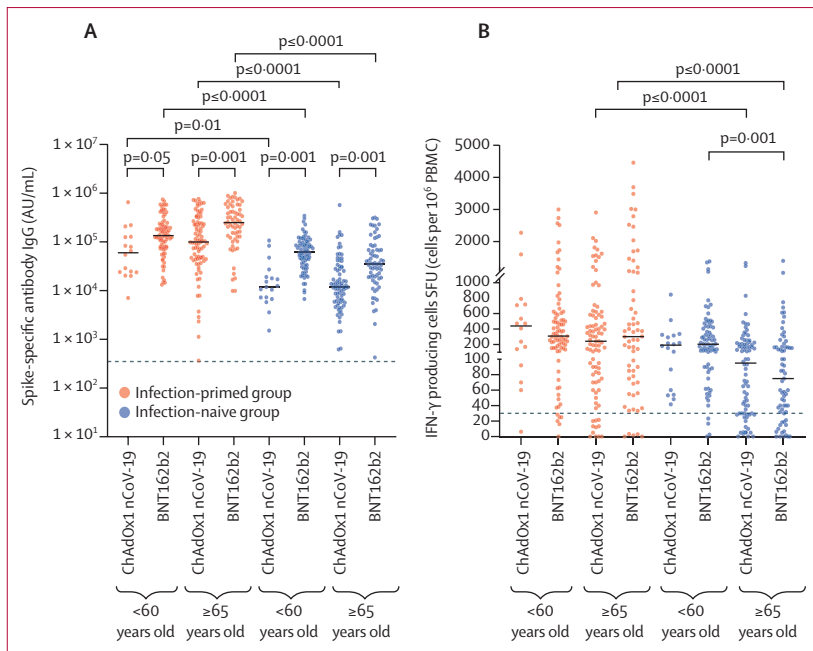 A
p≤0·0001
p≤0·0001
p≤0·0001
p=0·01
p=0·05
p=0·001
p=0·001
p=0·001
Spike-specific antibody IgG (AU/mL)
1 × 10⁷
1 × 10⁶
1 × 10⁵
1 × 10⁴
1 × 10³
1 × 10²
1 × 10¹
Infection-primed group
Infection-naive group
ChAdOx1 nCoV-19
BNT162b2
ChAdOx1 nCoV-19
BNT162b2
ChAdOx1 nCoV-19
BNT162b2
ChAdOx1 nCoV-19
BNT162b2
<60
years old
≥65
years old
<60
years old
≥65
years old
B
p≤0·0001
p≤0·0001
p=0·001
IFN-γ producing cells SFU (cells per 10⁶ PBMC)
5000
4000
3000
2000
1000
800
600
400
200
100
80
60
40
20
0
ChAdOx1 nCoV-19
BNT162b2
ChAdOx1 nCoV-19
BNT162b2
ChAdOx1 nCoV-19
BNT162b2
ChAdOx1 nCoV-19
BNT162b2
<60
years old
≥65
years old
<60
years old
≥65
years old